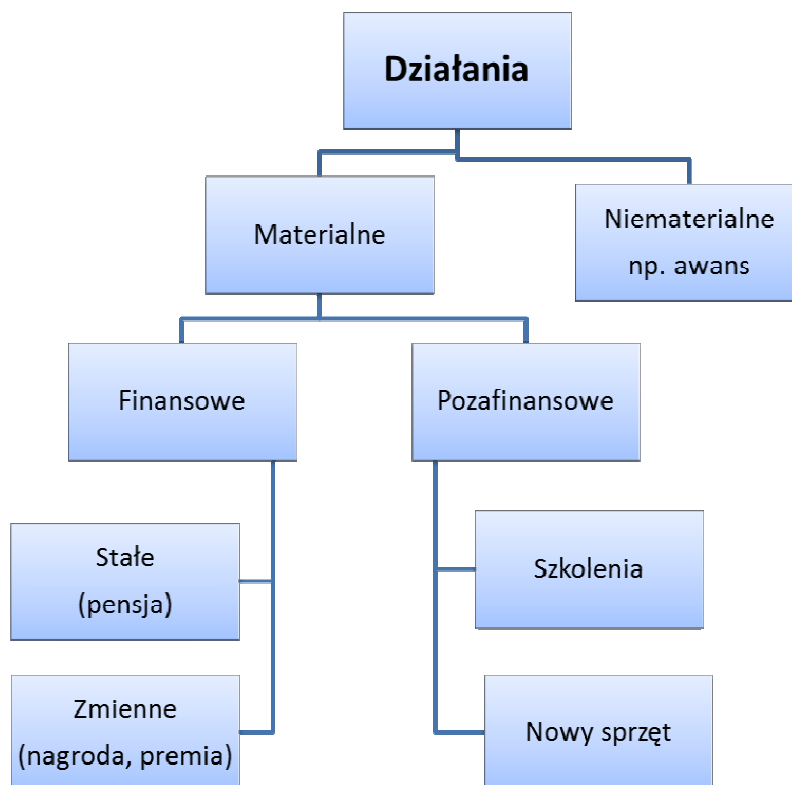 Działania
Materialne
Niematerialne
np. awans
Finansowe
Pozafinansowe
Stałe
(pensja)
Szkolenia
Zmienne
(nagroda, premia)
Nowy sprzęt